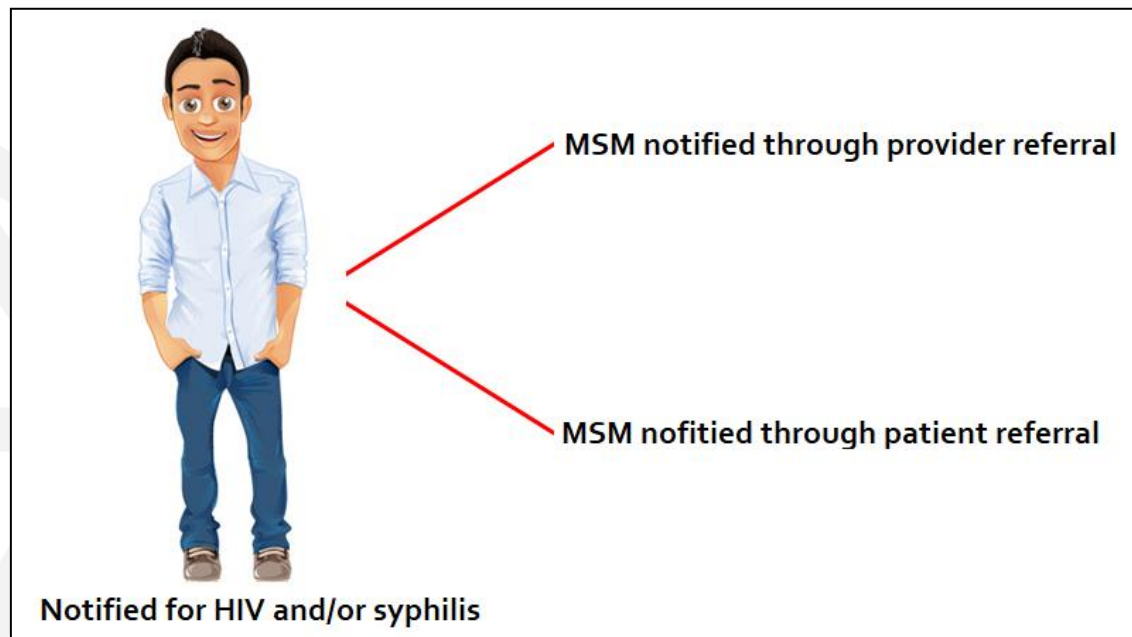 MSM notified through provider referral
MSM nofitied through patient referral
Notified for HIV and/or syphilis